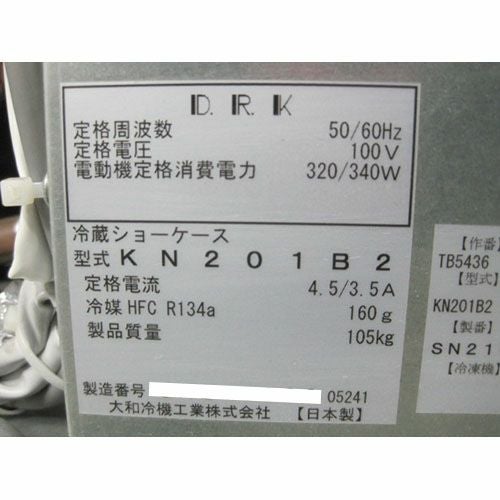 D.R.K
定格周波数 50/60Hz
定格電圧 100V
電動機定格消費電力 320/340W
冷蔵ショーケース
型式 KN201B2
定格電流 4.5/3.5A
冷媒 HFC R134a 160g
製品質量 105kg
製造番号 05241
大和冷機工業株式会社 【日本製】
【作番】
TB5436
【型式】
KN201B2
【製番】
SN21
【冷凍機】